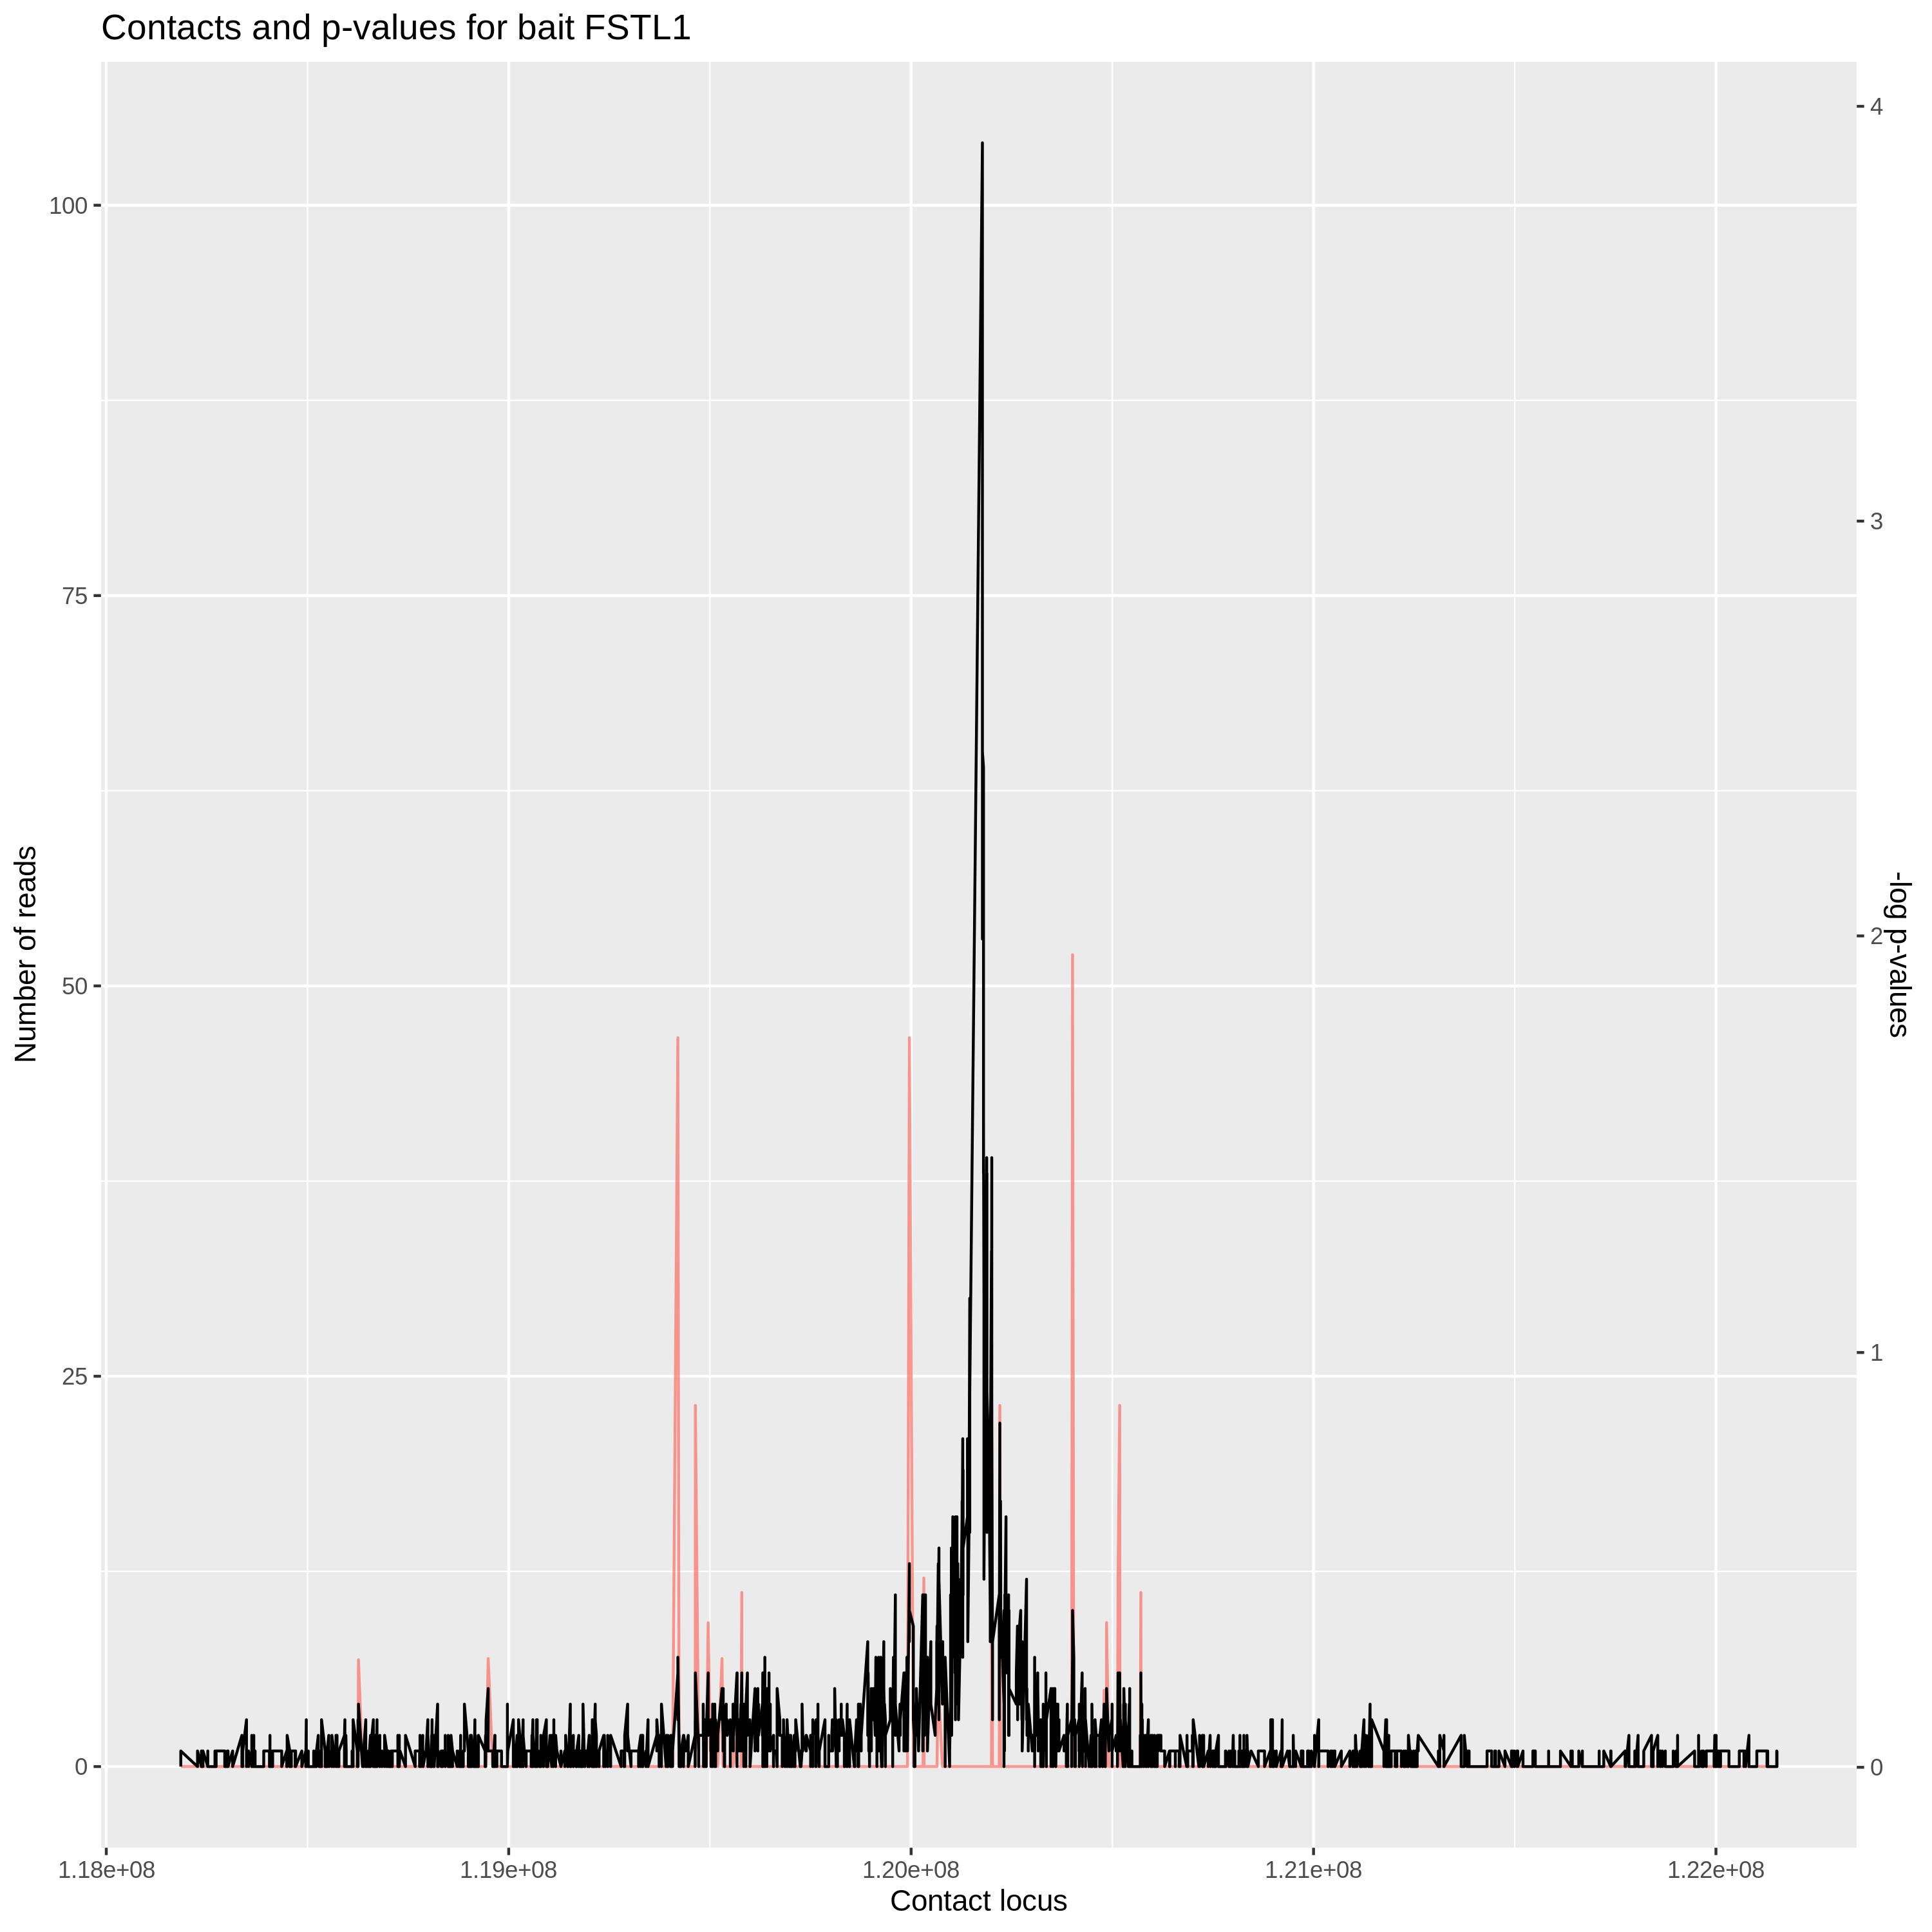 Contacts and p-values for bait FSTL1
100
75
50
25
0
Number of reads
4
3
2
1
0
-log p-values
1.18e+08 1.19e+08 1.20e+08 1.21e+08 1.22e+08
Contact locus